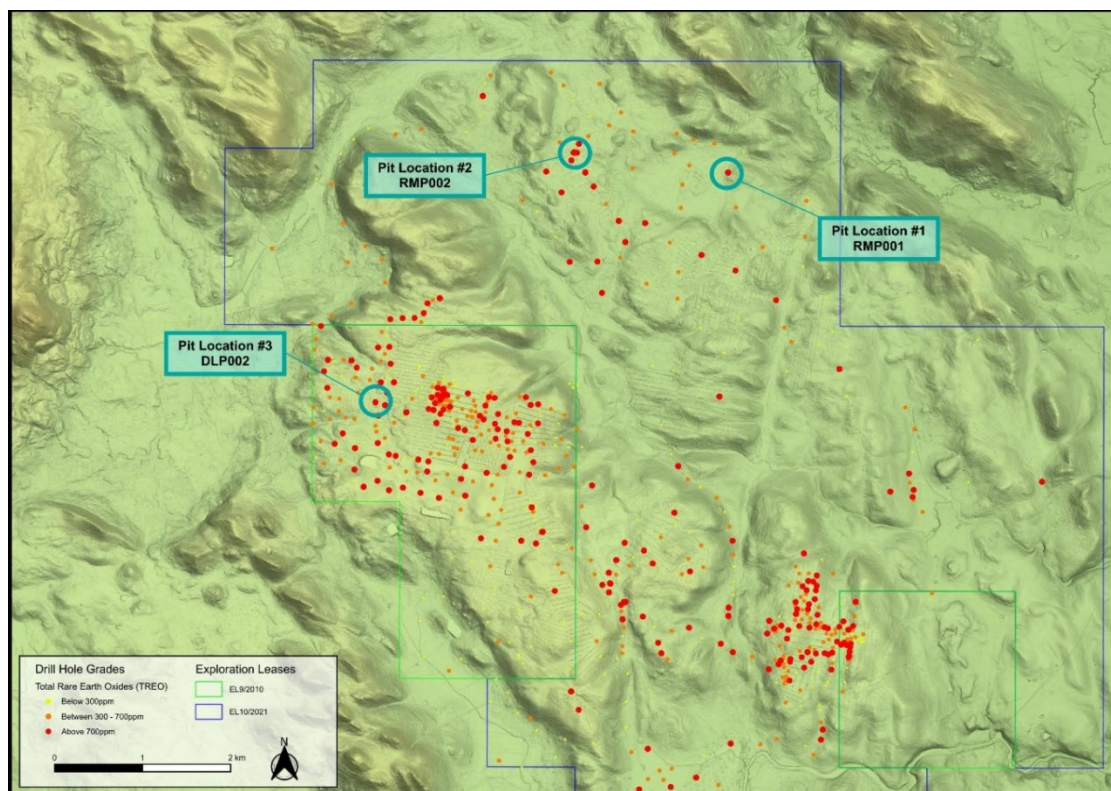 Pit Location #2
RMP002
Pit Location #1
RMP001
Pit Location #3
DLP002
Drill Hole Grades
Total Rare Earth Oxides (TREO)
Below 300ppm
Between 300 - 700ppm
Above 700ppm
Exploration Leases
EL9/2010
EL10/2021
0 1 2 km
N